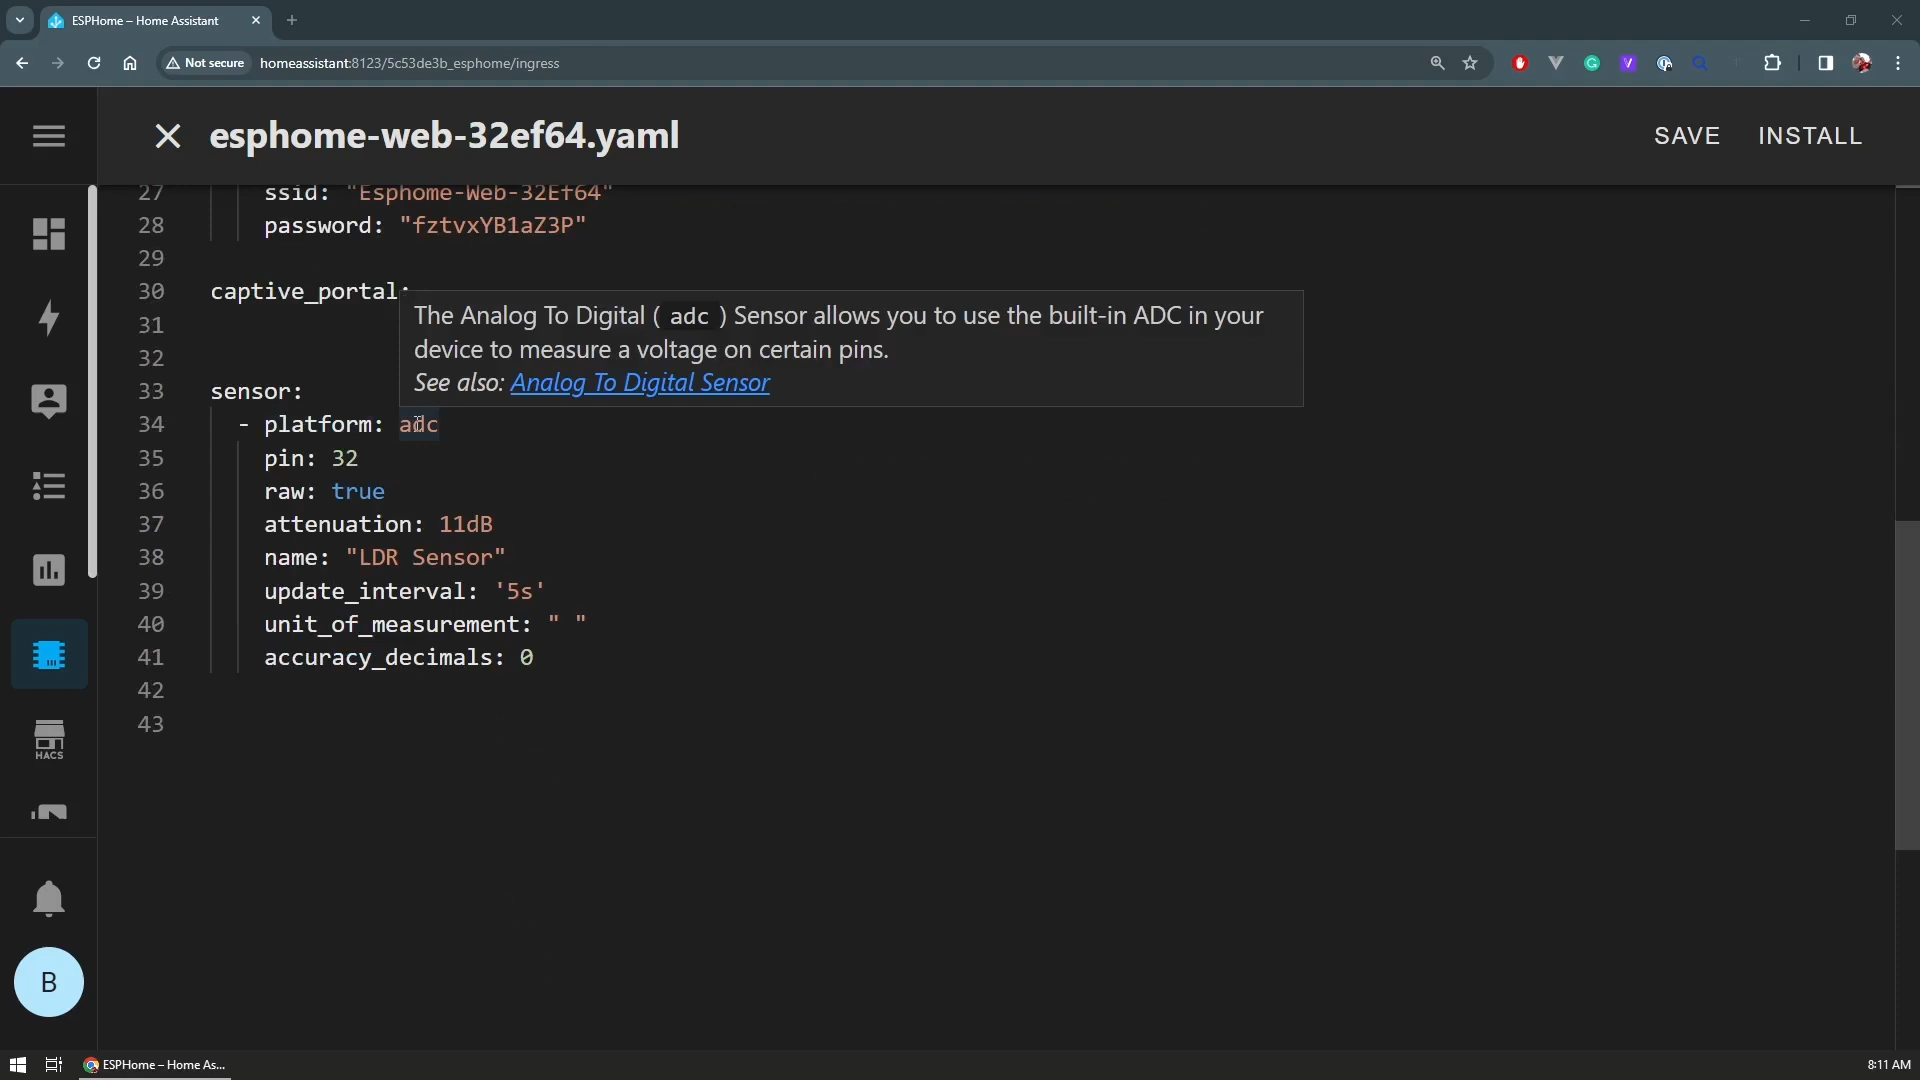 ESPHome – Home Assistant
Not secure
homeassistant:8123/5c53de3b_esphome/ingress
esphome-web-32ef64.yaml
SAVE
INSTALL
27 ssid: "Esphome-Web-32Ef64"
28 password: "fztvxYB1aZ3P"
29
30 captive_portal:
The Analog To Digital ( adc ) Sensor allows you to use the built-in ADC in your
31
device to measure a voltage on certain pins.
32
See also: Analog To Digital Sensor
33 sensor:
34 - platform: adc
35 pin: 32
36 raw: true
37 attenuation: 11dB
38 name: "LDR Sensor"
39 update_interval: '5s'
40 unit_of_measurement: " "
41 accuracy_decimals: 0
42
43
HACS
B
ESPHome – Home As...
8:11 AM